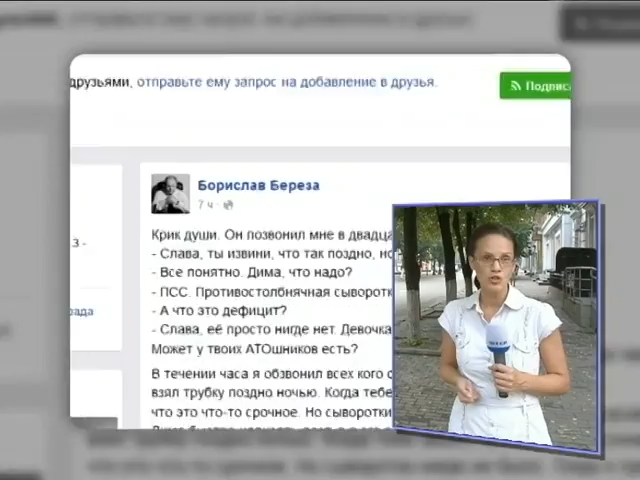 друзьями, отправьте ему запрос на добавление в друзья.
Подпис
Борислав Береза
7 ч ·
Крик души. Он позвонил мне в двадца
- Слава, ты извини, что так поздно, но
- Все понятно. Дима, что надо?
- ПСС. Противостолбнячная сыворотк
- А что это дефицит?
- Слава, её просто нигде нет. Девочка
Может у твоих АТОшников есть?
В течении часа я обзвонил всех кого с
взял трубку поздно ночью. Когда тебе
что это что-то срочное. Но сыворотки
З -
рада